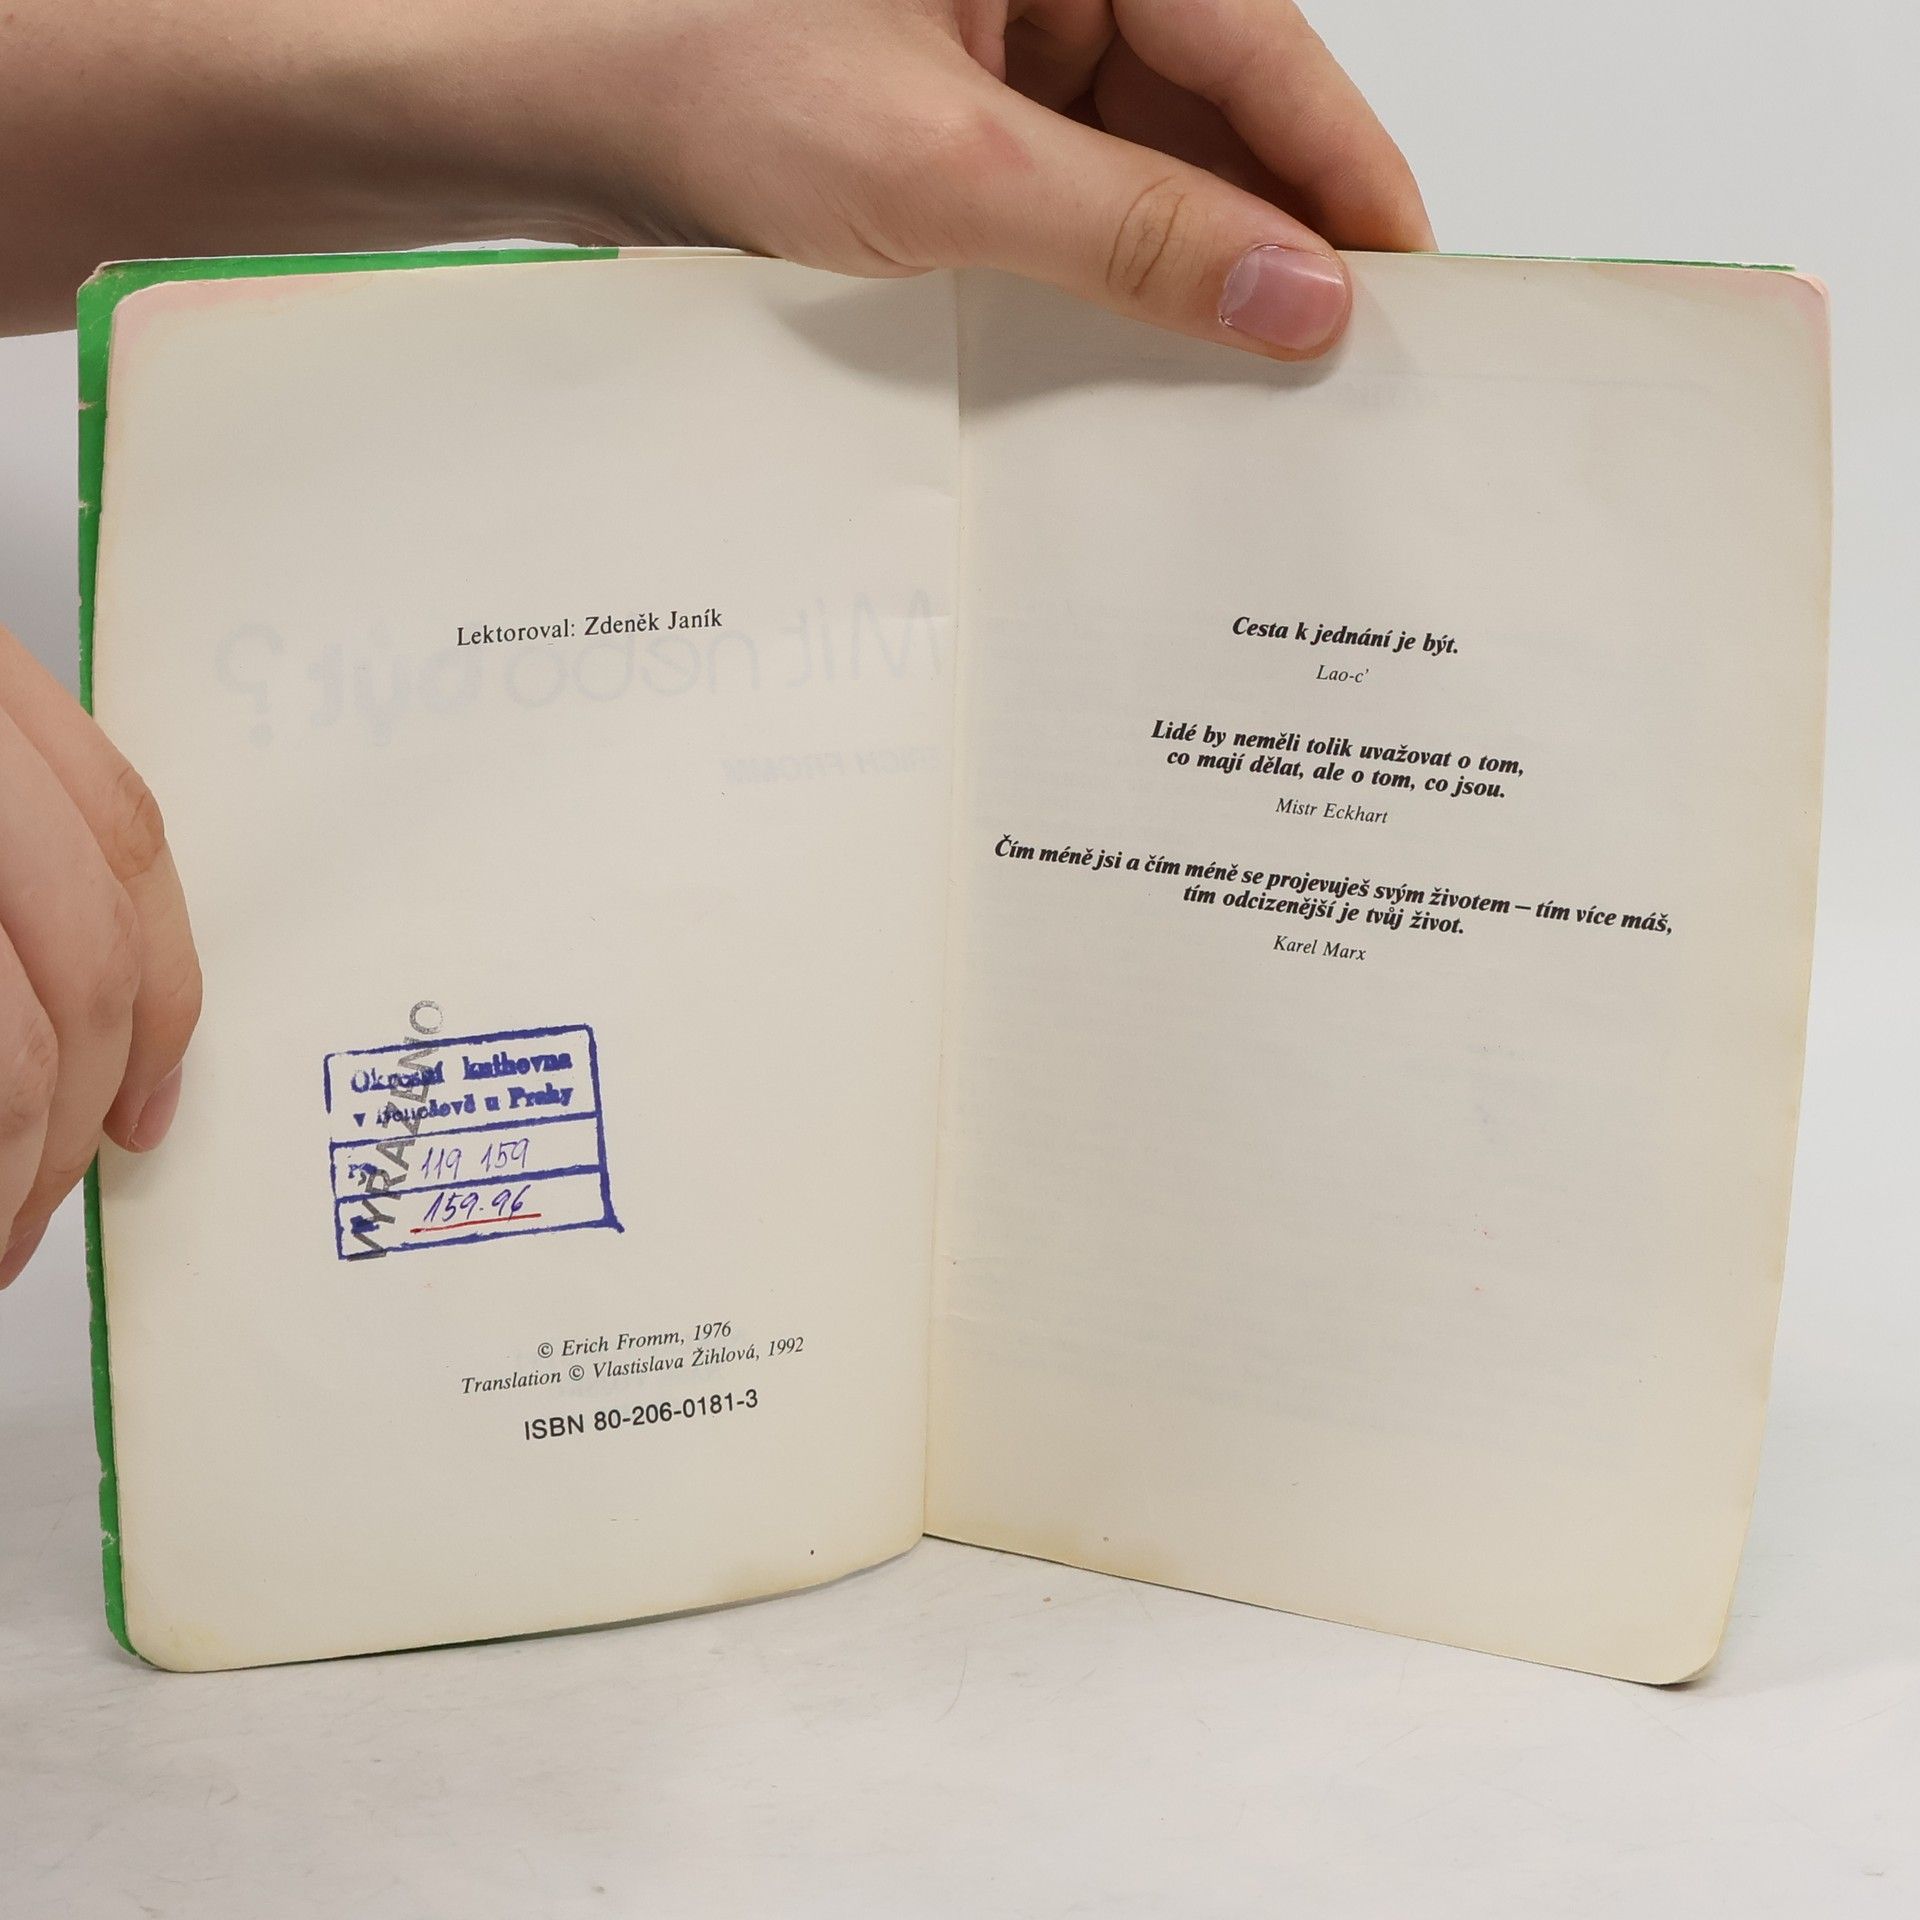 Lektoroval: Zdeněk Janík
Okresní knihovna
v Benešově u Prahy
119 159
159.96
VYŘAZENO
© Erich Fromm, 1976
Translation © Vlastislava Žihlová, 1992
ISBN 80-206-0181-3
Cesta k jednání je být.
Lao-c’
Lidé by neměli tolik uvažovat o tom,
co mají dělat, ale o tom, co jsou.
Mistr Eckhart
Čím méně jsi a čím méně se projevuješ svým životem – tím více máš,
tím odcizenější je tvůj život.
Karel Marx